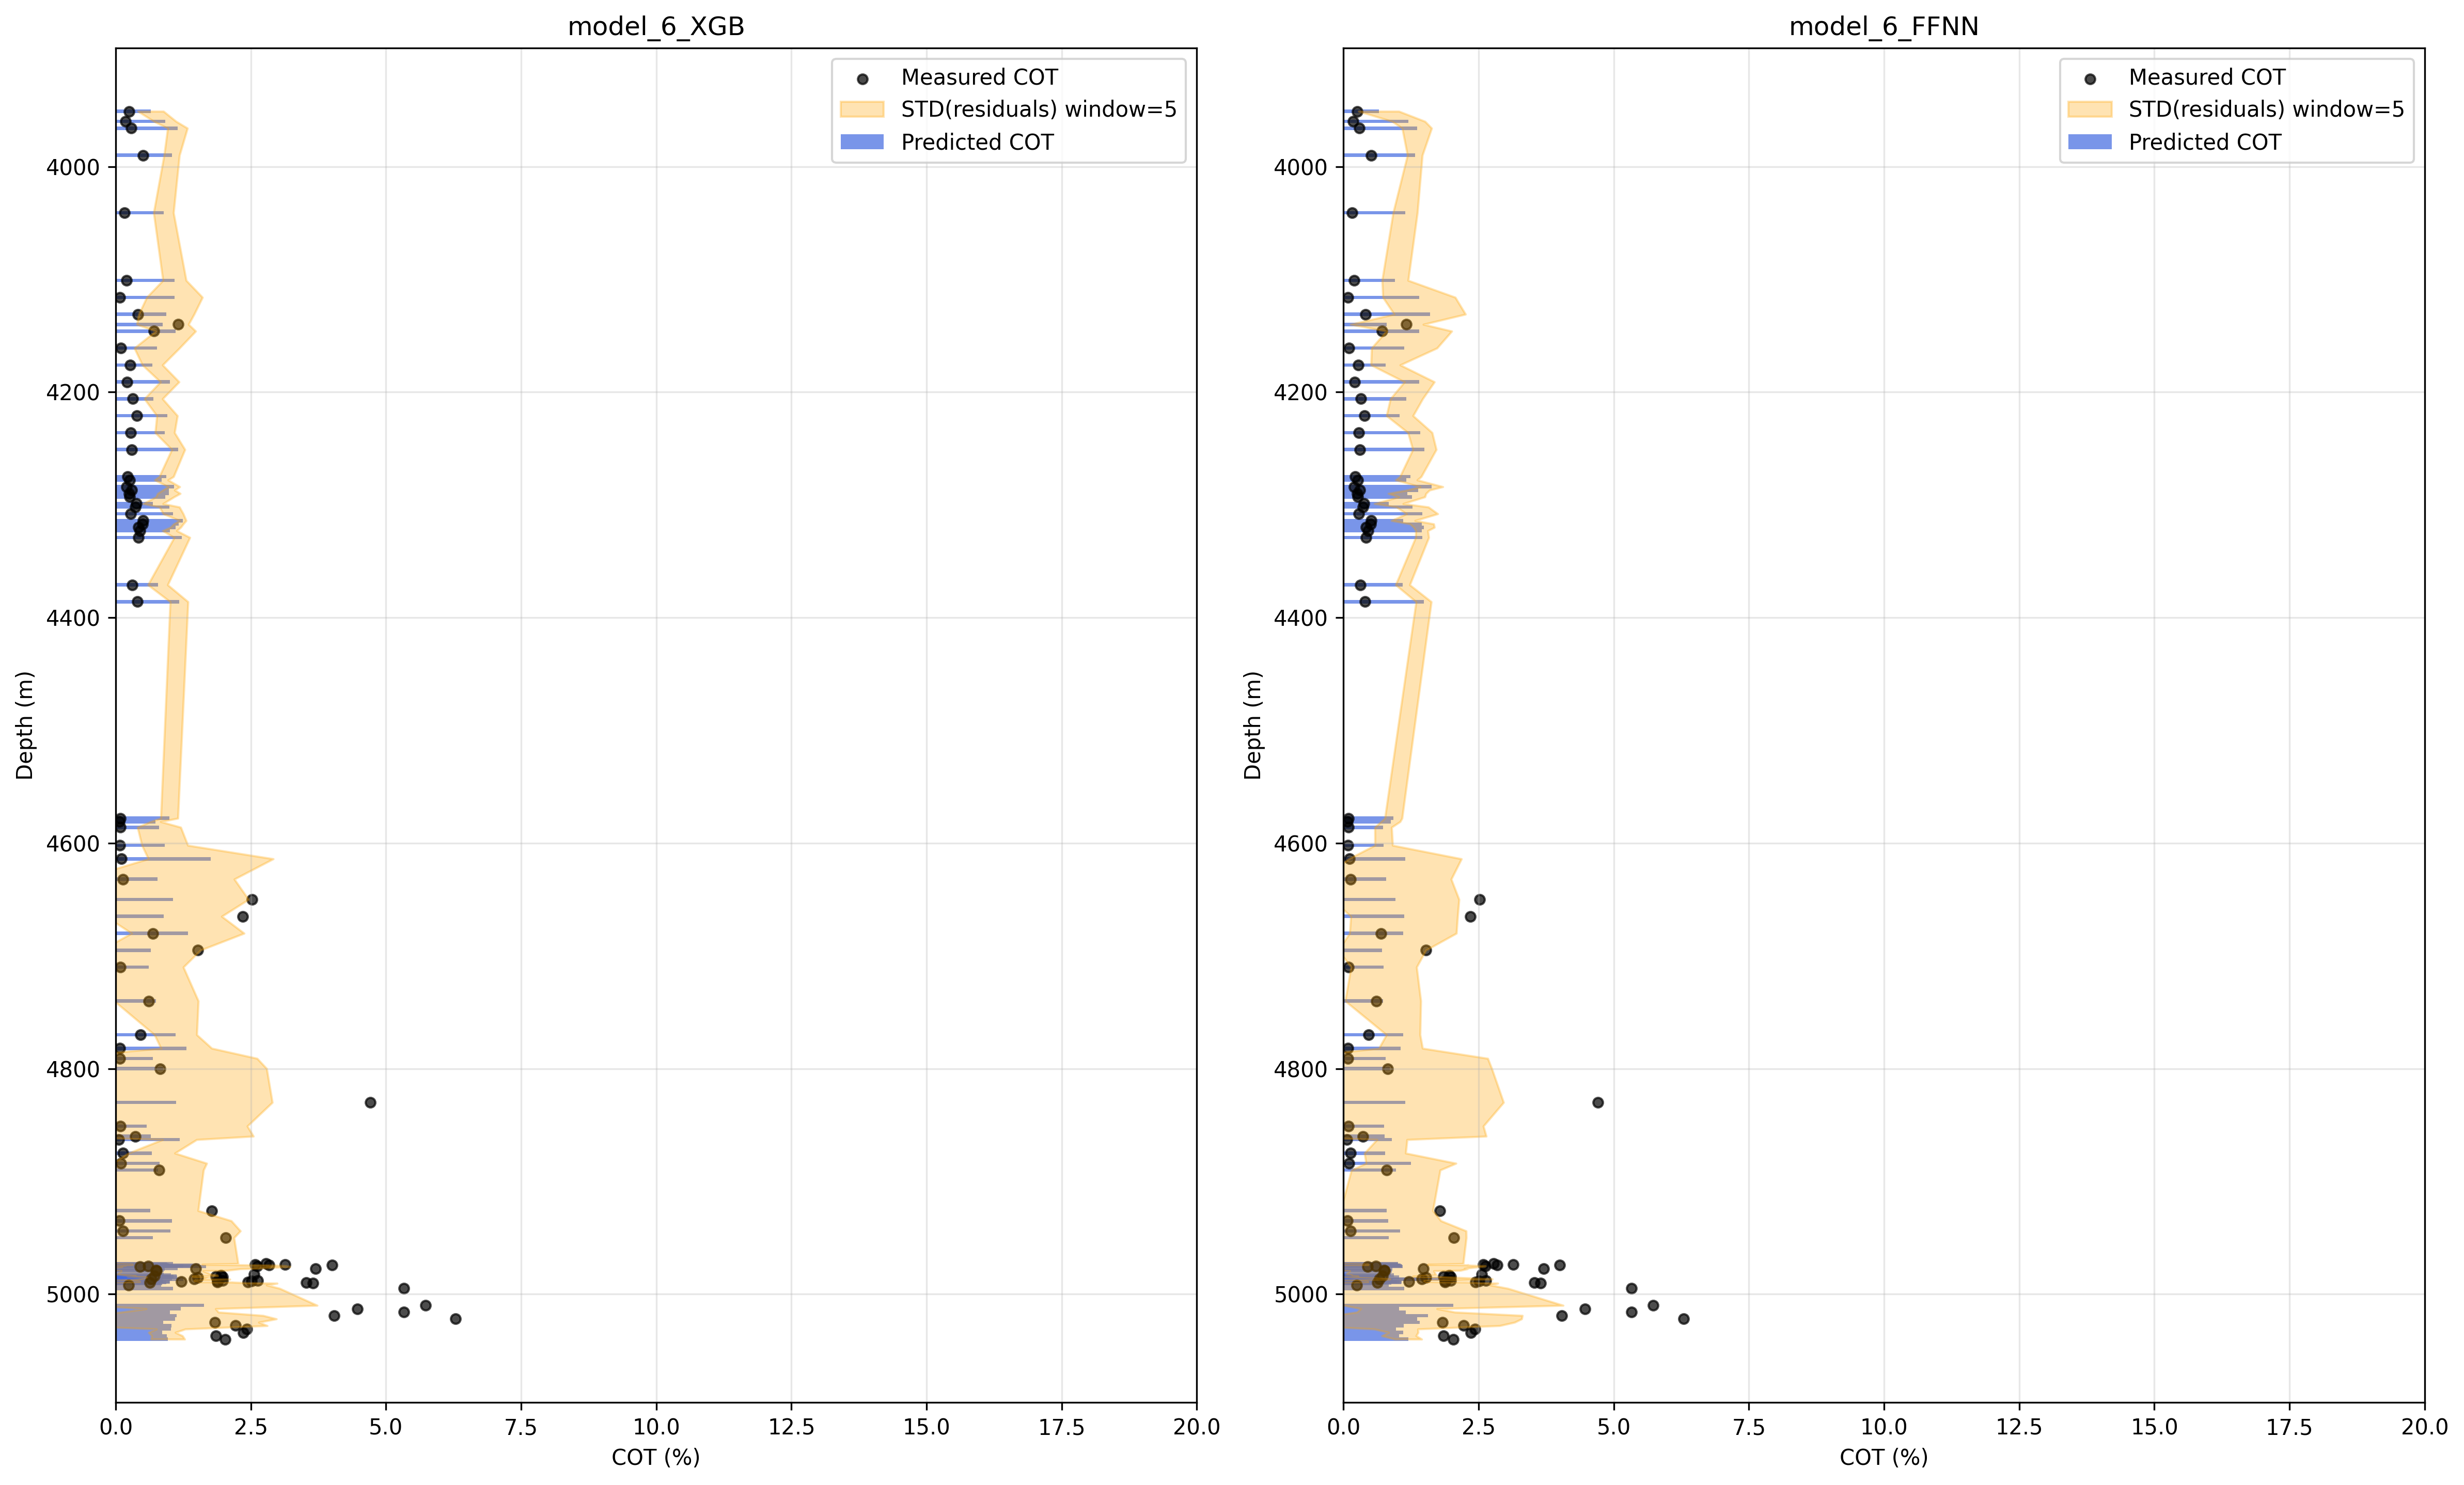 model_6_XGB
Measured COT
STD(residuals) window=5
Predicted COT
4000
4200
4400
4600
4800
5000
Depth (m)
0.0 2.5 5.0 7.5 10.0 12.5 15.0 17.5 20.0
COT (%)
model_6_FFNN
Measured COT
STD(residuals) window=5
Predicted COT
4000
4200
4400
4600
4800
5000
Depth (m)
0.0 2.5 5.0 7.5 10.0 12.5 15.0 17.5 20.0
COT (%)